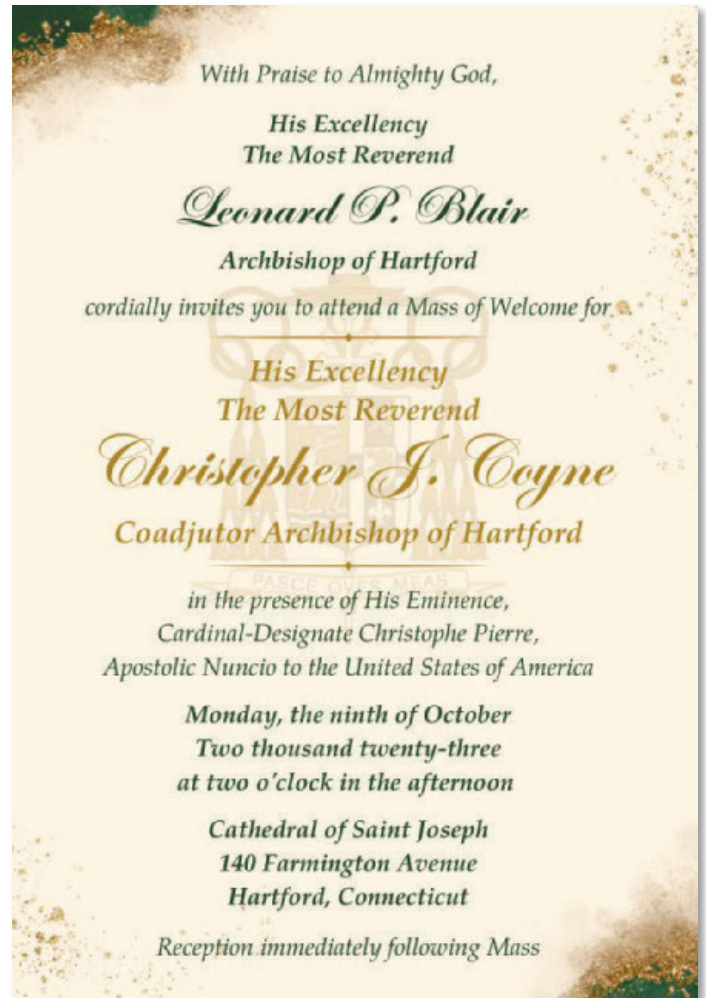 With Praise to Almighty God,
His Excellency
The Most Reverend
Leonard P. Blair
Archbishop of Hartford
cordially invites you to attend a Mass of Welcome for
His Excellency
The Most Reverend
Christopher J. Coyne
Coadjutor Archbishop of Hartford
PASCE OVES MEAS
in the presence of His Eminence,
Cardinal-Designate Christophe Pierre,
Apostolic Nuncio to the United States of America
Monday, the ninth of October
Two thousand twenty-three
at two o'clock in the afternoon
Cathedral of Saint Joseph
140 Farmington Avenue
Hartford, Connecticut
Reception immediately following Mass